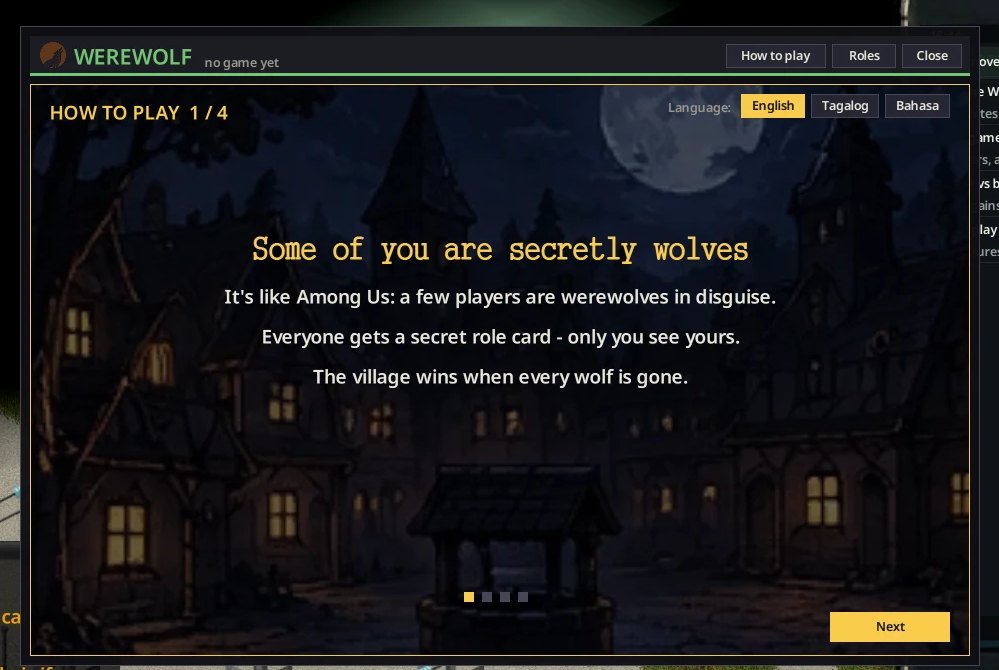 WEREWOLF no game yet How to play Roles Close
HOW TO PLAY 1 / 4 Language: English Tagalog Bahasa
Some of you are secretly wolves
It's like Among Us: a few players are werewolves in disguise.
Everyone gets a secret role card - only you see yours.
The village wins when every wolf is gone.
Next